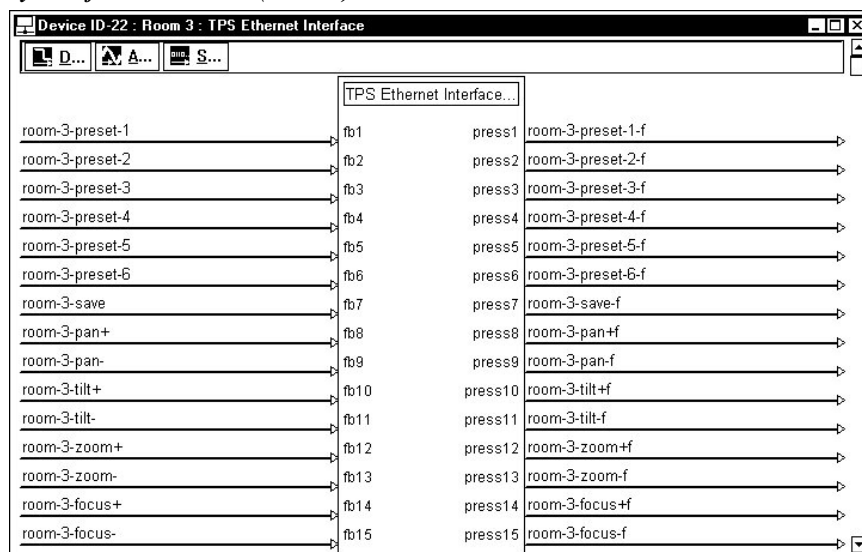 Device ID-22 : Room 3 : TPS Ethernet Interface
D... A... S...
TPS Ethernet Interface...
room-3-preset-1 fb1 press1 room-3-preset-1-f
room-3-preset-2 fb2 press2 room-3-preset-2-f
room-3-preset-3 fb3 press3 room-3-preset-3-f
room-3-preset-4 fb4 press4 room-3-preset-4-f
room-3-preset-5 fb5 press5 room-3-preset-5-f
room-3-preset-6 fb6 press6 room-3-preset-6-f
room-3-save fb7 press7 room-3-save-f
room-3-pan+ fb8 press8 room-3-pan+f
room-3-pan- fb9 press9 room-3-pan-f
room-3-tilt+ fb10 press10 room-3-tilt+f
room-3-tilt- fb11 press11 room-3-tilt-f
room-3-zoom+ fb12 press12 room-3-zoom+f
room-3-zoom- fb13 press13 room-3-zoom-f
room-3-focus+ fb14 press14 room-3-focus+f
room-3-focus- fb15 press15 room-3-focus-f